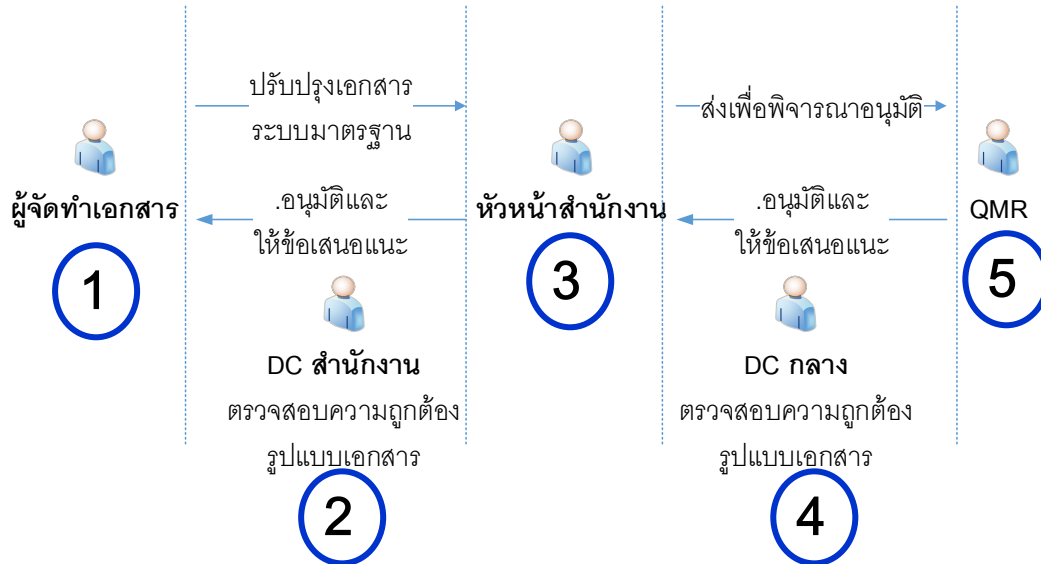 ปรับปรุงเอกสาร
ระบบมาตรฐาน
ส่งเพื่อพิจารณาอนุมัติ
ผู้จัดทำเอกสาร
.อนุมัติและ
ให้ข้อเสนอแนะ
หัวหน้าสำนักงาน
.อนุมัติและ
ให้ข้อเสนอแนะ
QMR
1
3
5
DC สำนักงาน
ตรวจสอบความถูกต้อง
รูปแบบเอกสาร
2
DC กลาง
ตรวจสอบความถูกต้อง
รูปแบบเอกสาร
4